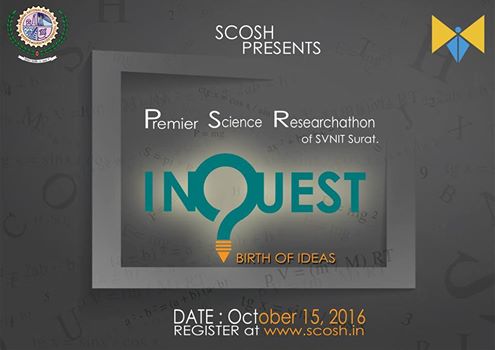 SCOSH
PRESENTS
Premier Science Researchathon
of SVNIT Surat.
INQUEST
BIRTH OF IDEAS
P V = (m/M) RT
DATE : October 15, 2016
REGISTER at www.scosh.in